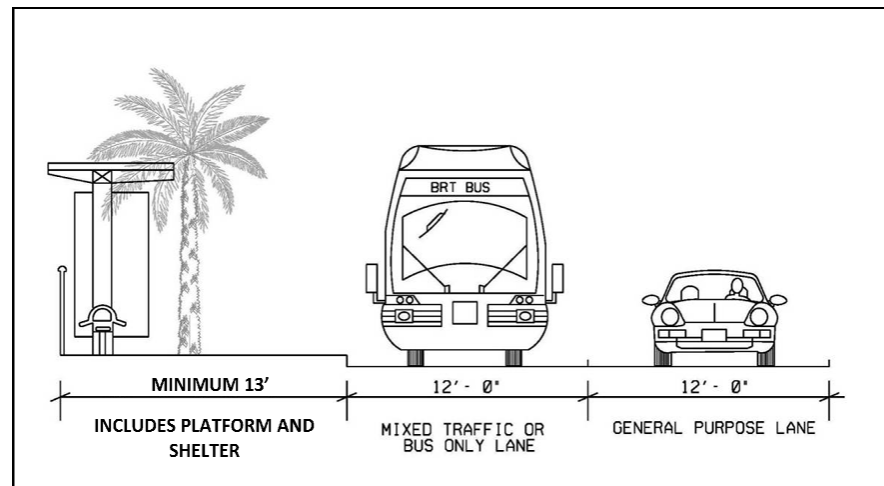 BRT BUS
MINIMUM 13’
INCLUDES PLATFORM AND
SHELTER
12'- 0"
MIXED TRAFFIC OR
BUS ONLY LANE
12'- 0"
GENERAL PURPOSE LANE